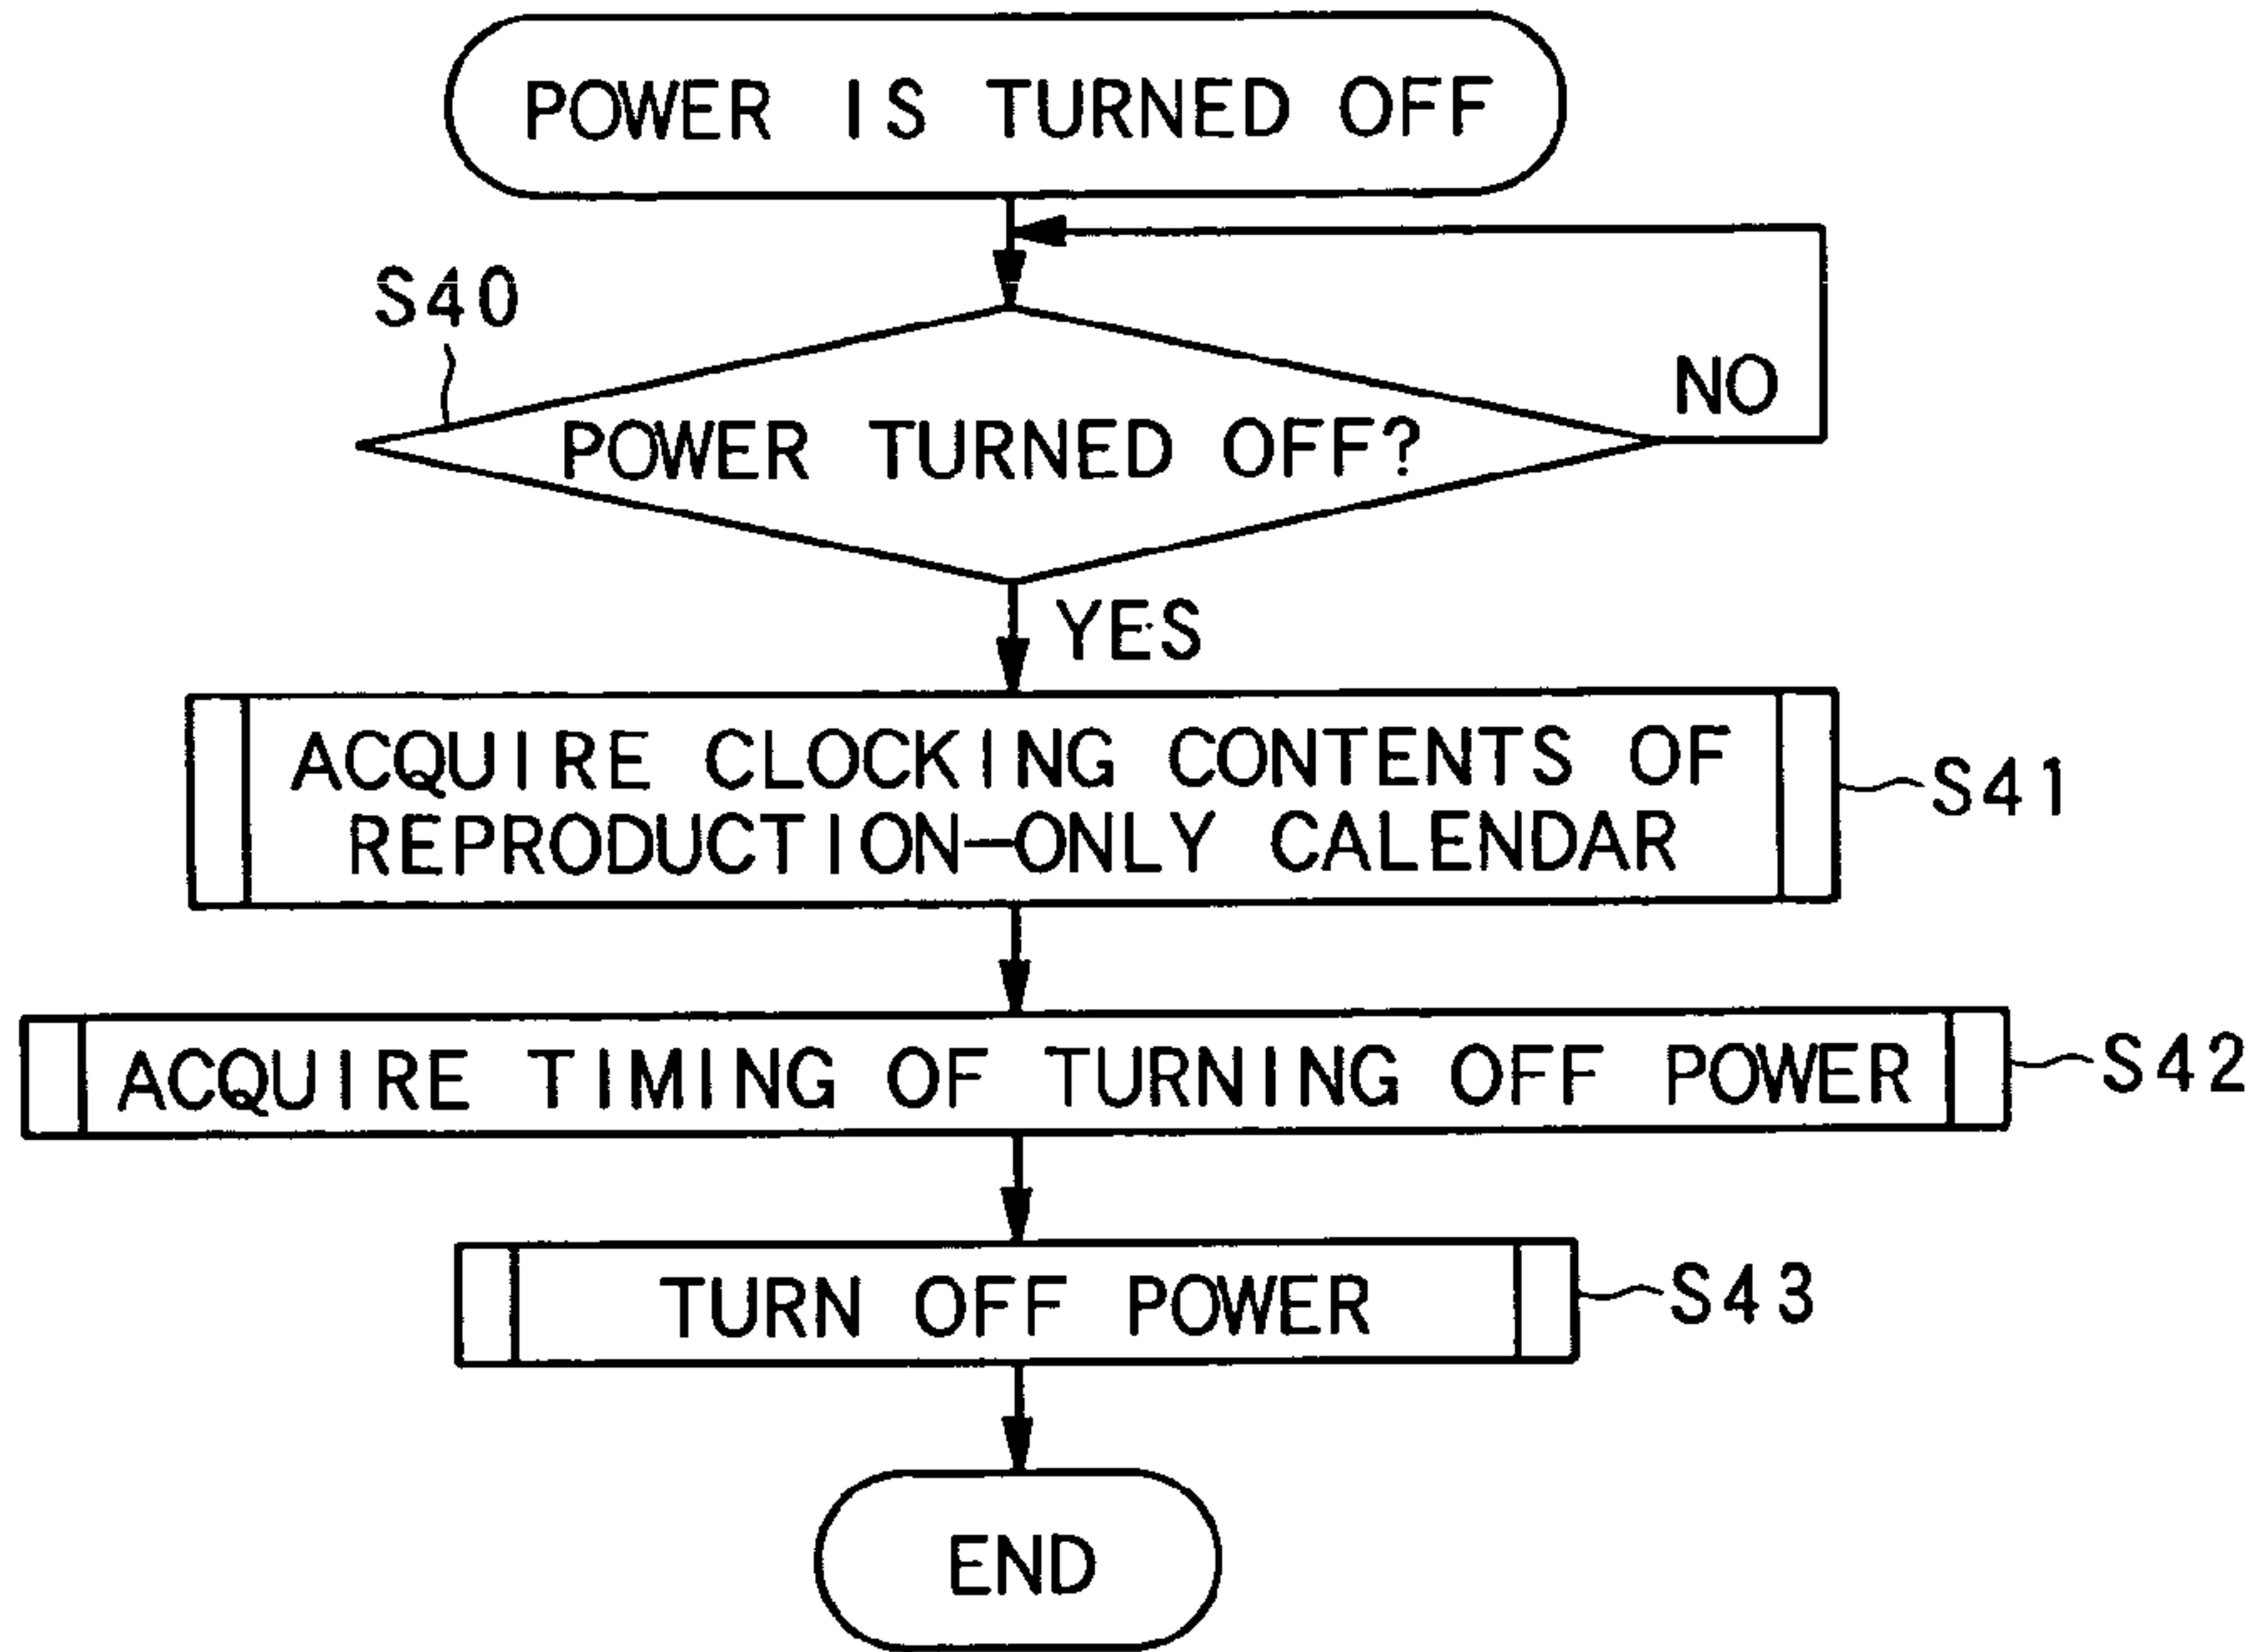 POWER IS TURNED OFF
S40
NO
POWER TURNED OFF?
YES
ACQUIRE CLOCKING CONTENTS OF
REPRODUCTION-ONLY CALENDAR
S41
ACQUIRE TIMING OF TURNING OFF POWER
S42
TURN OFF POWER
S43
END